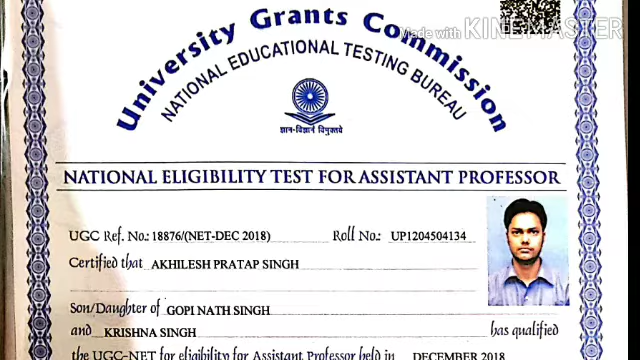 Made with KINEMASTER
University Grants Commission
NATIONAL EDUCATIONAL TESTING BUREAU
ज्ञान-विज्ञानं विमुक्तये
NATIONAL ELIGIBILITY TEST FOR ASSISTANT PROFESSOR
UGC Ref. No.: 18876/(NET-DEC 2018) Roll No.: UP1204504134
Certified that AKHILESH PRATAP SINGH
Son/Daughter of GOPI NATH SINGH
and KRISHNA SINGH has qualified
the UGC-NET for eligibility for Assistant Professor held in DECEMBER 2018